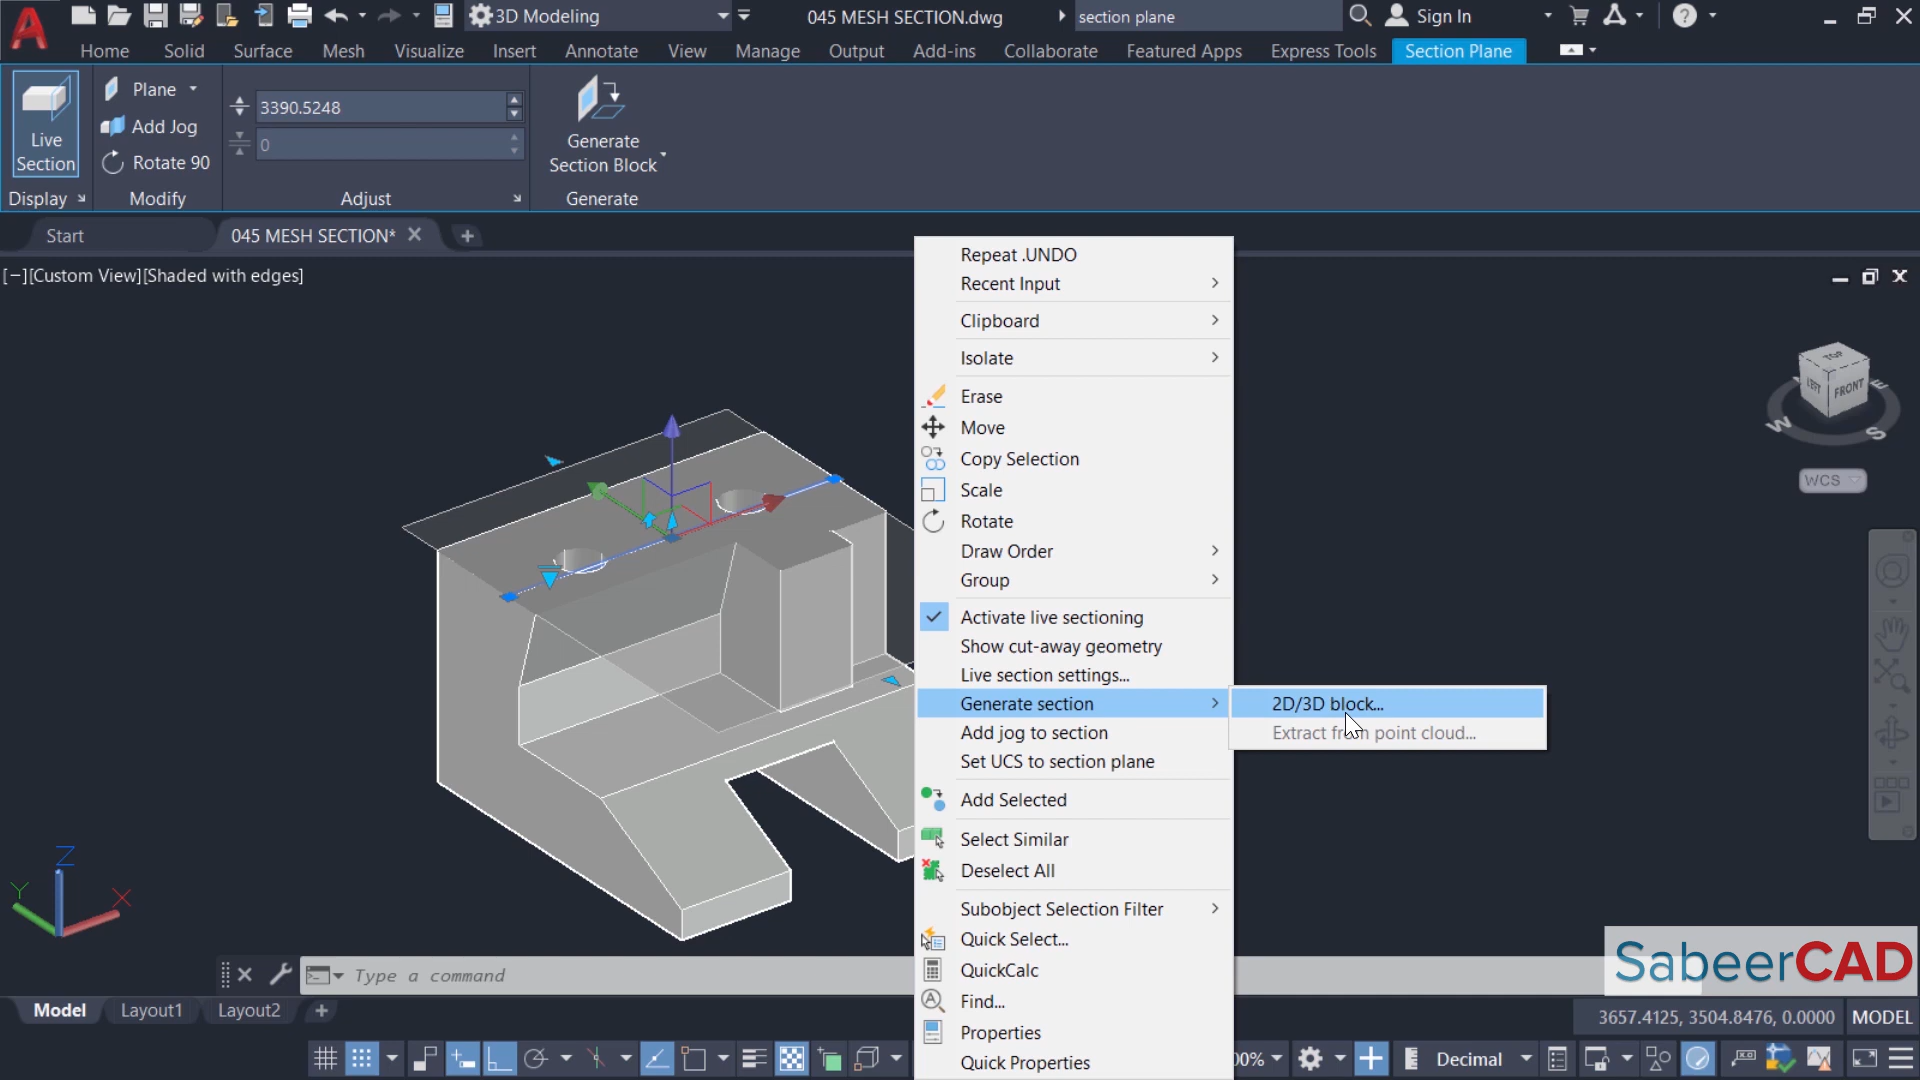 3D Modeling
045 MESH SECTION.dwg
section plane
Sign In
Home
Solid
Surface
Mesh
Visualize
Insert
Annotate
View
Manage
Output
Add-ins
Collaborate
Featured Apps
Express Tools
Section Plane
Live
Section
Plane
Add Jog
Rotate 90
3390.5248
0
Generate
Section Block
Display
Modify
Adjust
Generate
Start
045 MESH SECTION*
[−][Custom View][Shaded with edges]
Repeat .UNDO
Recent Input
Clipboard
Isolate
Erase
Move
Copy Selection
Scale
Rotate
Draw Order
Group
Activate live sectioning
Show cut-away geometry
Live section settings...
Generate section
Add jog to section
Set UCS to section plane
Add Selected
Select Similar
Deselect All
Subobject Selection Filter
Quick Select...
QuickCalc
Find...
Properties
Quick Properties
2D/3D block...
Extract from point cloud...
TOP
LEFT
FRONT
W
S
E
WCS
Z
Y
X
Type a command
SabeerCAD
Model
Layout1
Layout2
3657.4125, 3504.8476, 0.0000
MODEL
00%
Decimal